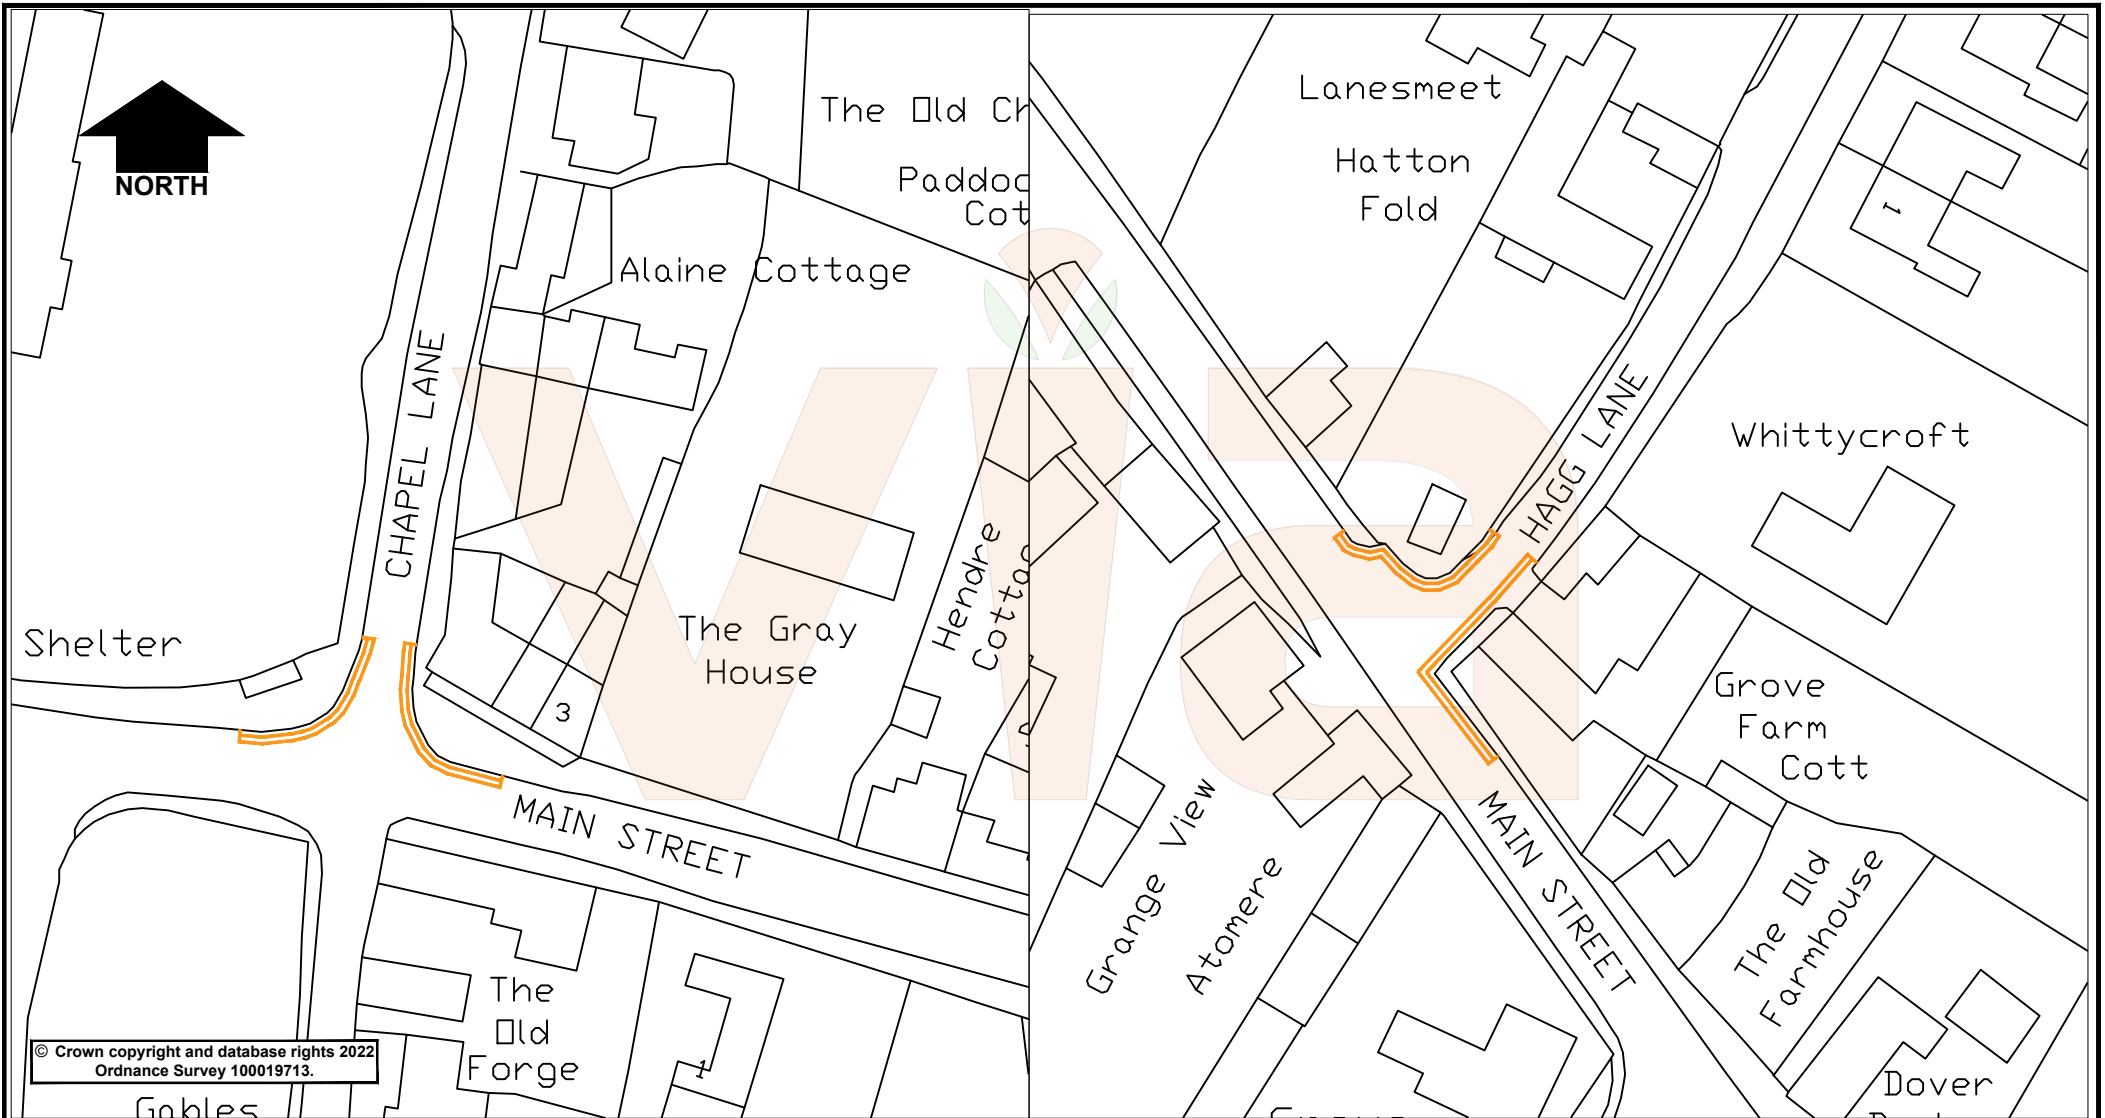 NORTH
The Old Ch
Paddoc
Cot
Alaine Cottage
CHAPEL LANE
Shelter
The Gray
House
Hendre
Cottag
3
MAIN STREET
The
Old
Forge
1
© Crown copyright and database rights 2022
Ordnance Survey 100019713.
Gables
Lanesmeet
Hatton
Fold
1
HAGG LANE
Whittycroft
via
Grove
Farm
Cott
MAIN STREET
Grange View
Atomere
The Old
Farmhouse
Dover